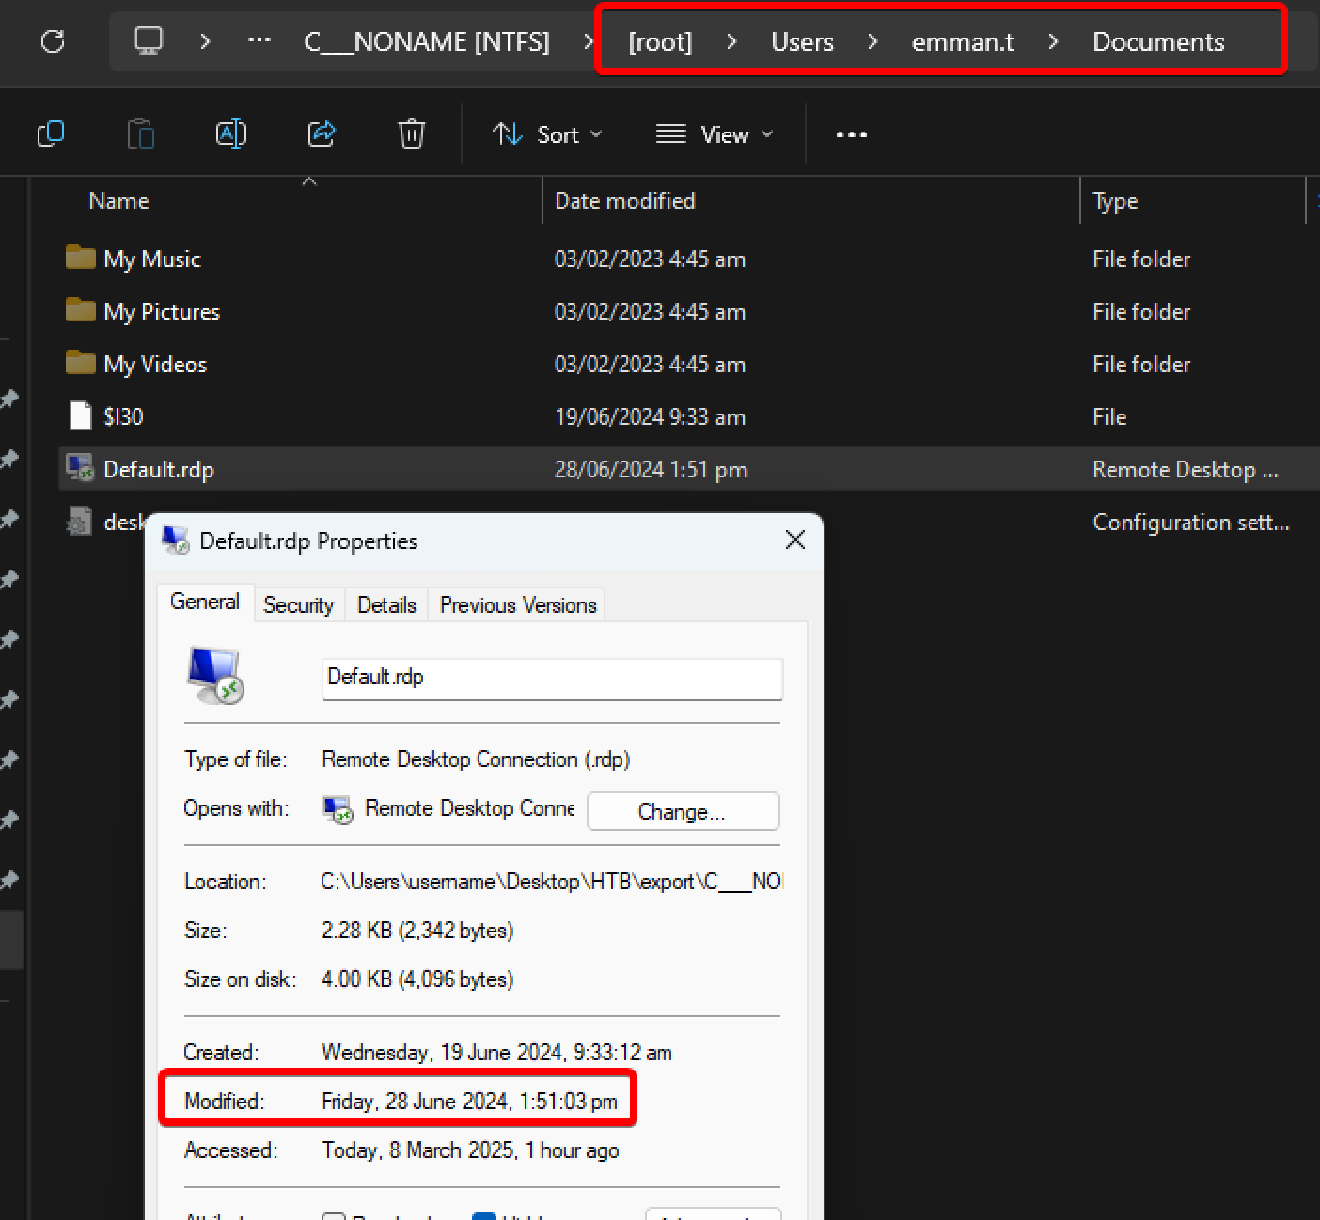 ··· C___NONAME [NTFS] > [root] > Users > emman.t > Documents
Sort View ···
Name Date modified Type
My Music 03/02/2023 4:45 am File folder
My Pictures 03/02/2023 4:45 am File folder
My Videos 03/02/2023 4:45 am File folder
$I30 19/06/2024 9:33 am File
Default.rdp 28/06/2024 1:51 pm Remote Desktop ...
desk Configuration sett...
Default.rdp Properties
General Security Details Previous Versions
Default.rdp
Type of file: Remote Desktop Connection (.rdp)
Opens with: Remote Desktop Conne Change...
Location: C:\Users\username\Desktop\HTB\export\C___NO
Size: 2.28 KB (2,342 bytes)
Size on disk: 4.00 KB (4,096 bytes)
Created: Wednesday, 19 June 2024, 9:33:12 am
Modified: Friday, 28 June 2024, 1:51:03 pm
Accessed: Today, 8 March 2025, 1 hour ago